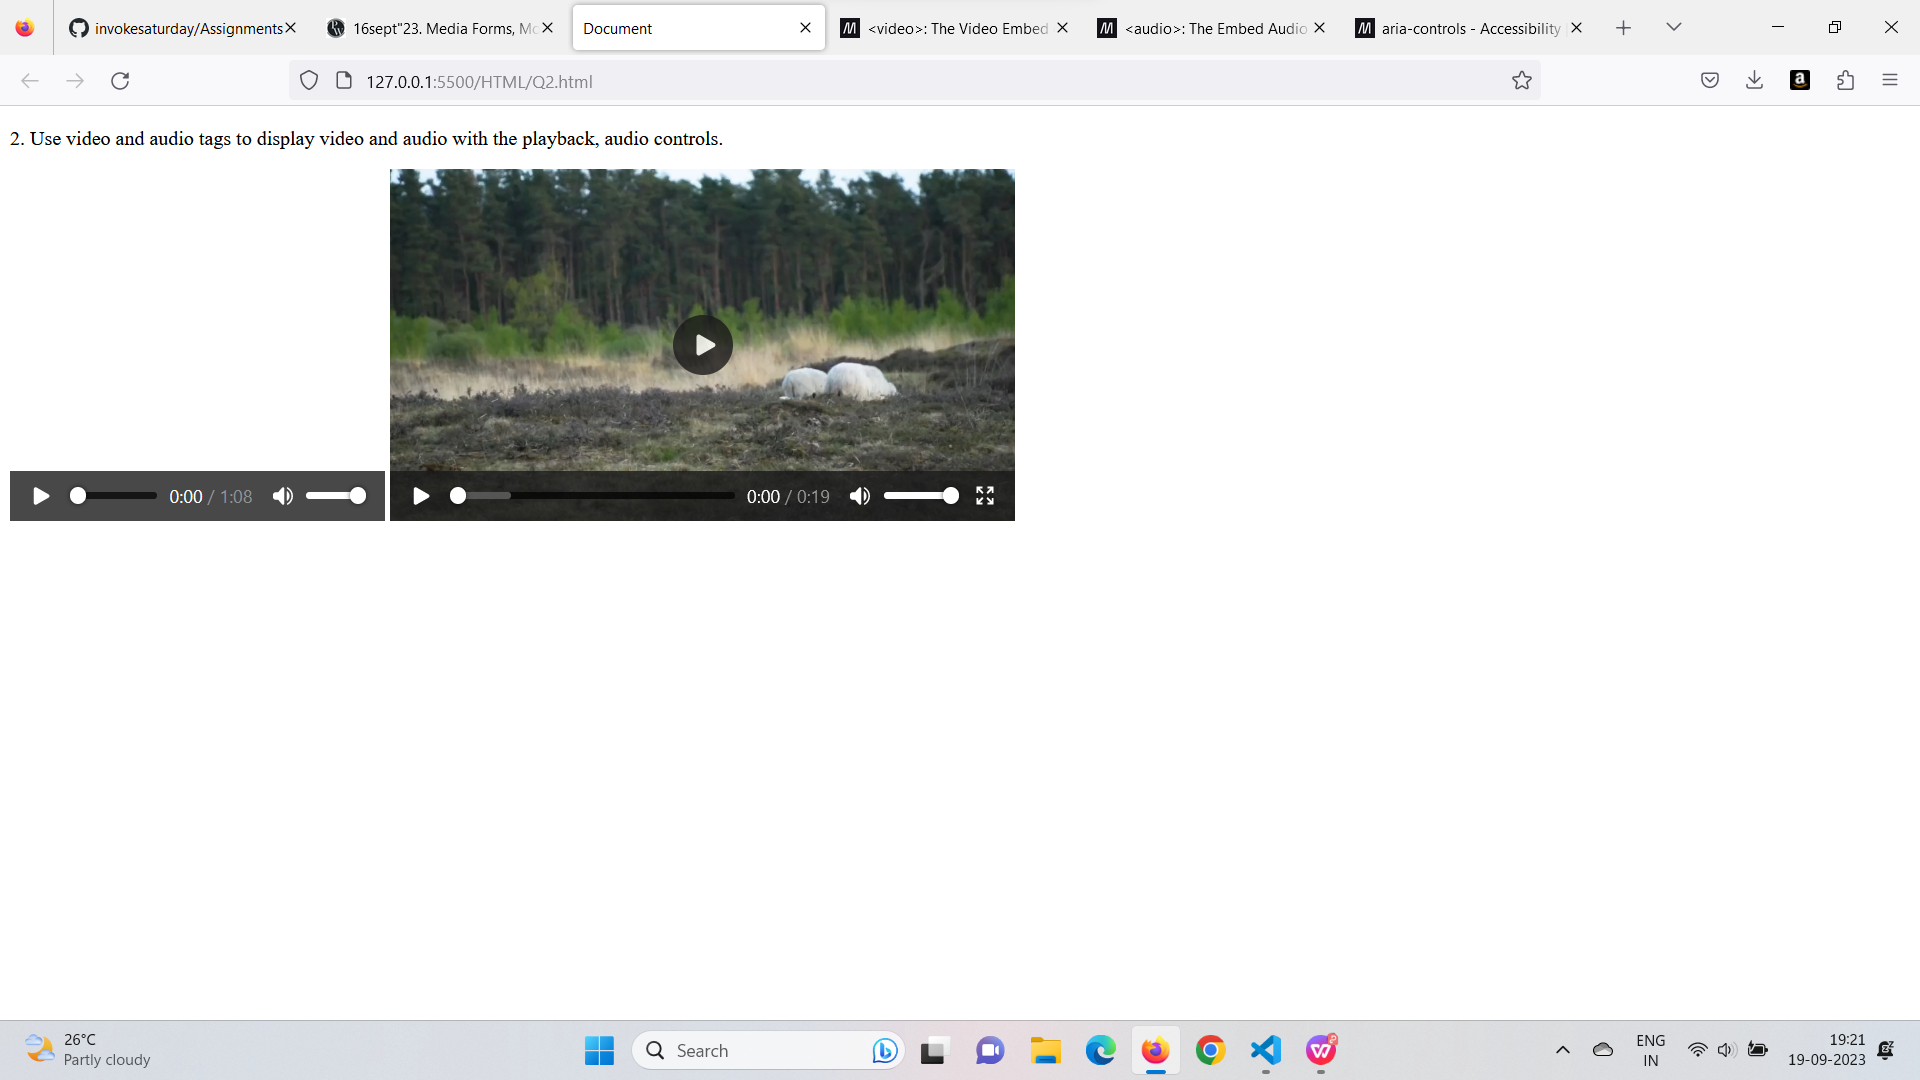 invokesaturday/Assignments
16sept"23. Media Forms, Mo
Document
<video>: The Video Embed
<audio>: The Embed Audio
aria-controls - Accessibility
127.0.0.1:5500/HTML/Q2.html
2. Use video and audio tags to display video and audio with the playback, audio controls.
0:00 / 1:08
0:00 / 0:19
26°C
Partly cloudy
Search
ENG
IN
19:21
19-09-2023